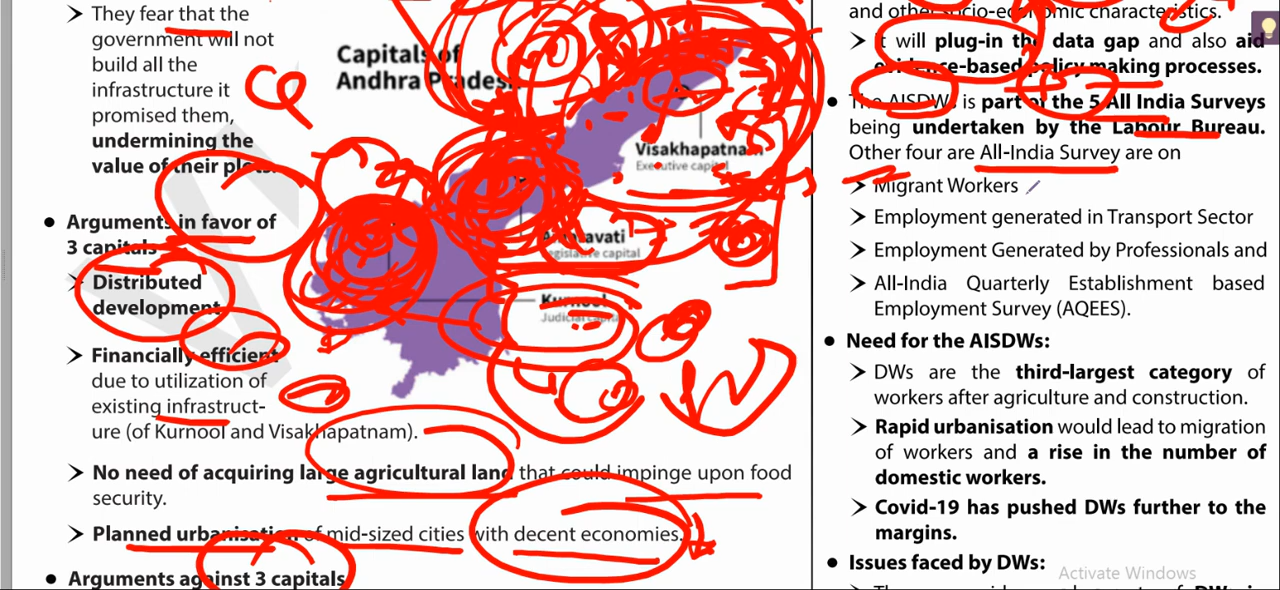 They fear that the
government will not
build all the
infrastructure it
promised them,
undermining the
value of their plots.
Arguments in favor of
3 capitals
Distributed
development
Financially efficient
due to utilization of
existing infrastruct-
ure (of Kurnool and Visakhapatnam).
No need of acquiring large agricultural land that could impinge upon food
security.
Planned urbanisation of mid-sized cities with decent economies.
Arguments against 3 capitals
Capitals of
Andhra Pradesh
Visakhapatnam
Executive capital
Amaravati
Legislative capital
Kurnool
Judicial capital
and other socio-economic characteristics.
It will plug-in the data gap and also aid
evidence-based policy making processes.
The AISDWs is part of the 5 All India Surveys
being undertaken by the Labour Bureau.
Other four are All-India Survey are on
Migrant Workers
Employment generated in Transport Sector
Employment Generated by Professionals and
All-India Quarterly Establishment based
Employment Survey (AQEES).
Need for the AISDWs:
DWs are the third-largest category of
workers after agriculture and construction.
Rapid urbanisation would lead to migration
of workers and a rise in the number of
domestic workers.
Covid-19 has pushed DWs further to the
margins.
Issues faced by DWs:
Activate Windows